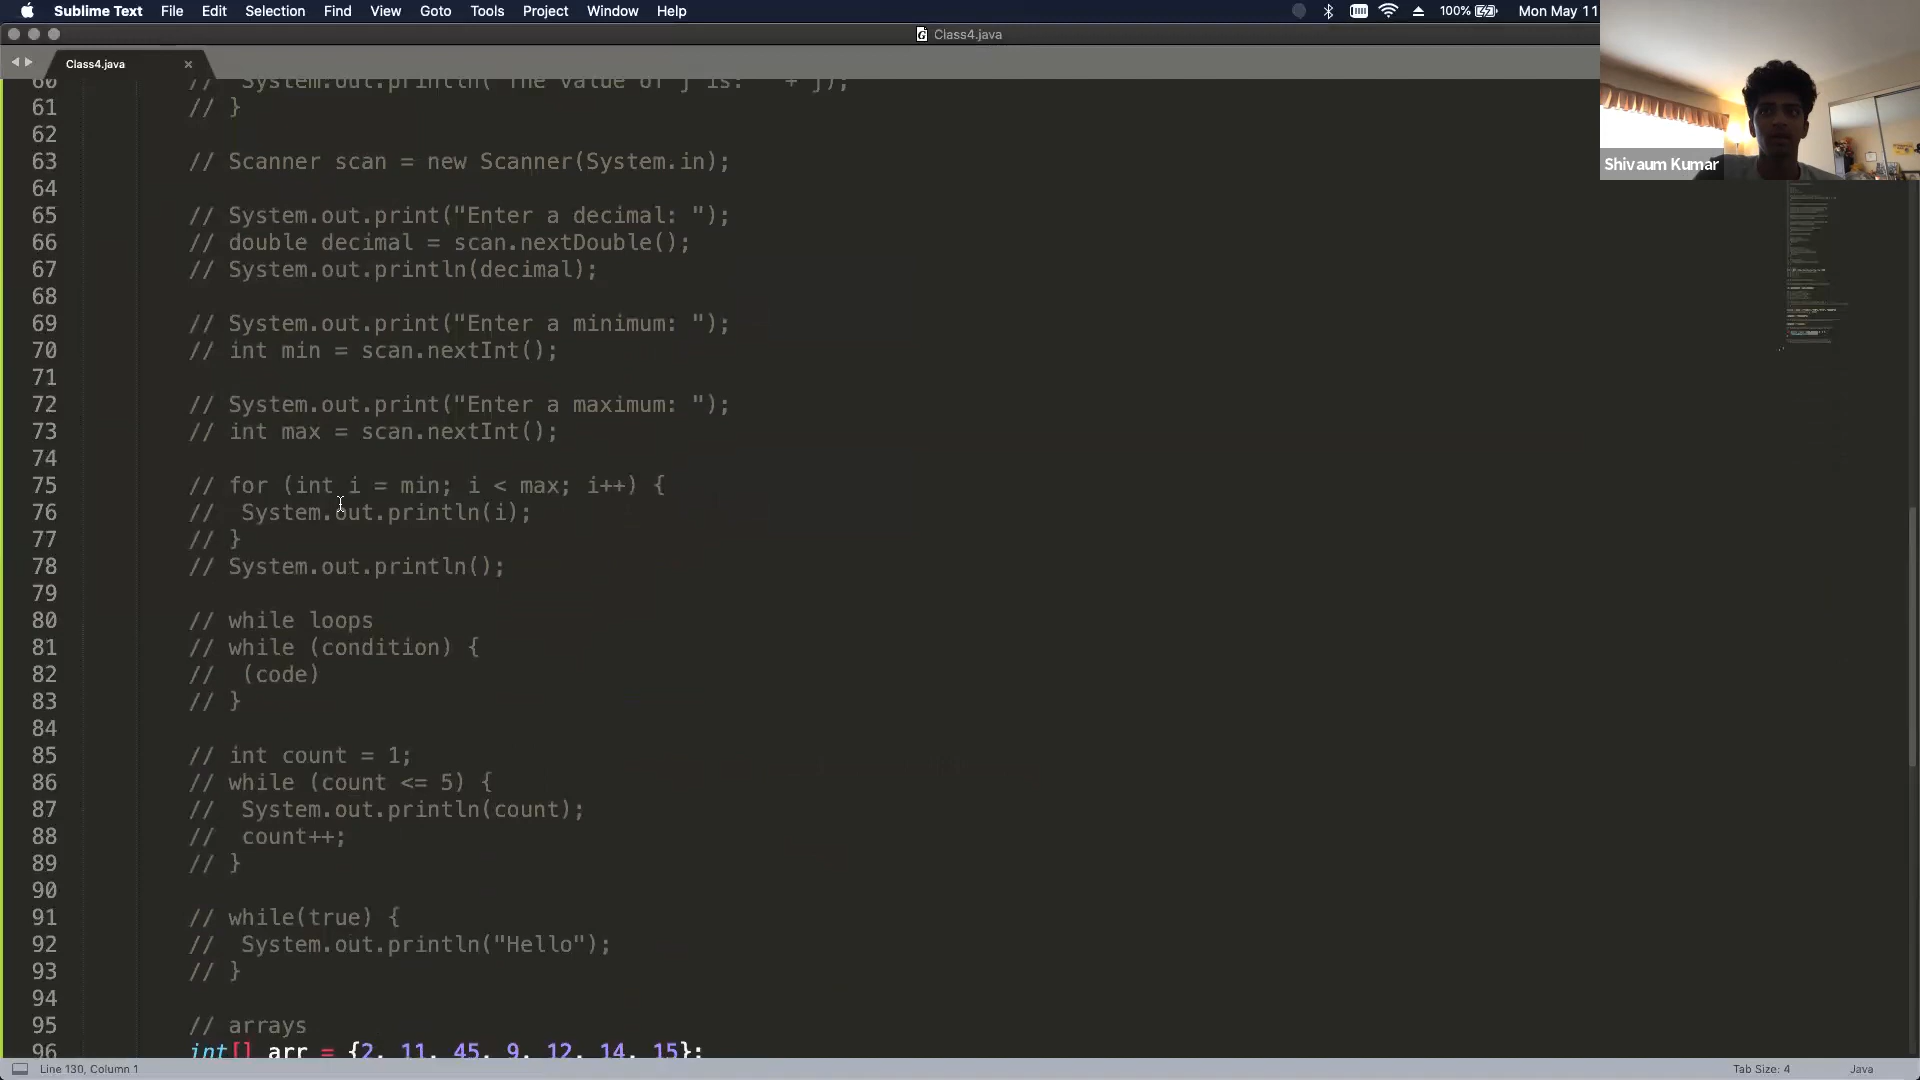 Sublime Text File Edit Selection Find View Goto Tools Project Window Help 100% Mon May 11
Class4.java
Class4.java
Shivaum Kumar
60 // System.out.println("The value of j is: " + j);
61 // }
62
63 // Scanner scan = new Scanner(System.in);
64
65 // System.out.print("Enter a decimal: ");
66 // double decimal = scan.nextDouble();
67 // System.out.println(decimal);
68
69 // System.out.print("Enter a minimum: ");
70 // int min = scan.nextInt();
71
72 // System.out.print("Enter a maximum: ");
73 // int max = scan.nextInt();
74
75 // for (int i = min; i < max; i++) {
76 // System.out.println(i);
77 // }
78 // System.out.println();
79
80 // while loops
81 // while (condition) {
82 // (code)
83 // }
84
85 // int count = 1;
86 // while (count <= 5) {
87 // System.out.println(count);
88 // count++;
89 // }
90
91 // while(true) {
92 // System.out.println("Hello");
93 // }
94
95 // arrays
96 int[] arr = {2, 11, 45, 9, 12, 14, 15};
Line 130, Column 1 Tab Size: 4 Java